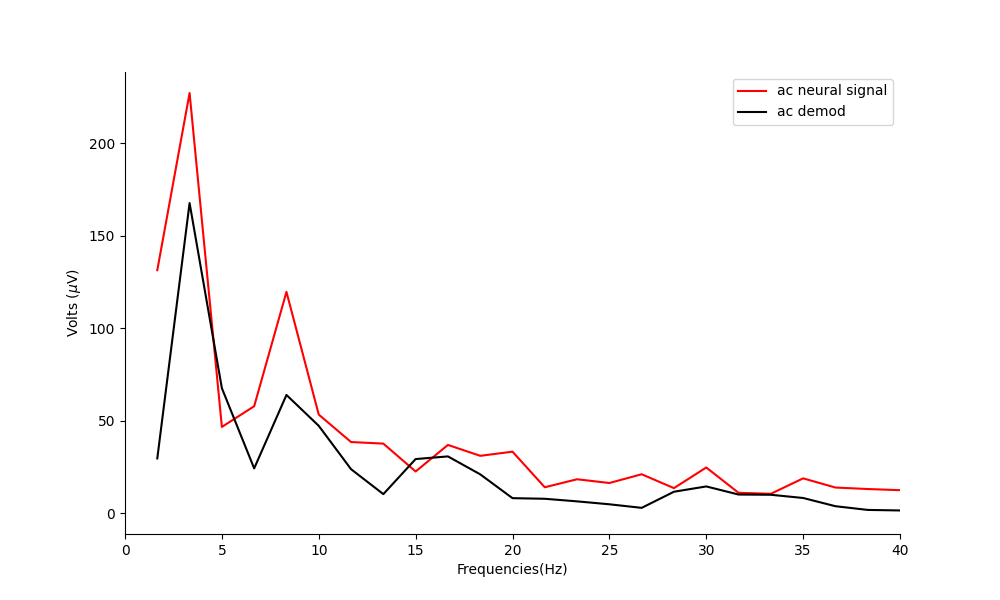 ac neural signal
ac demod
200
150
100
50
0
Volts (μV)
0 5 10 15 20 25 30 35 40
Frequencies(Hz)